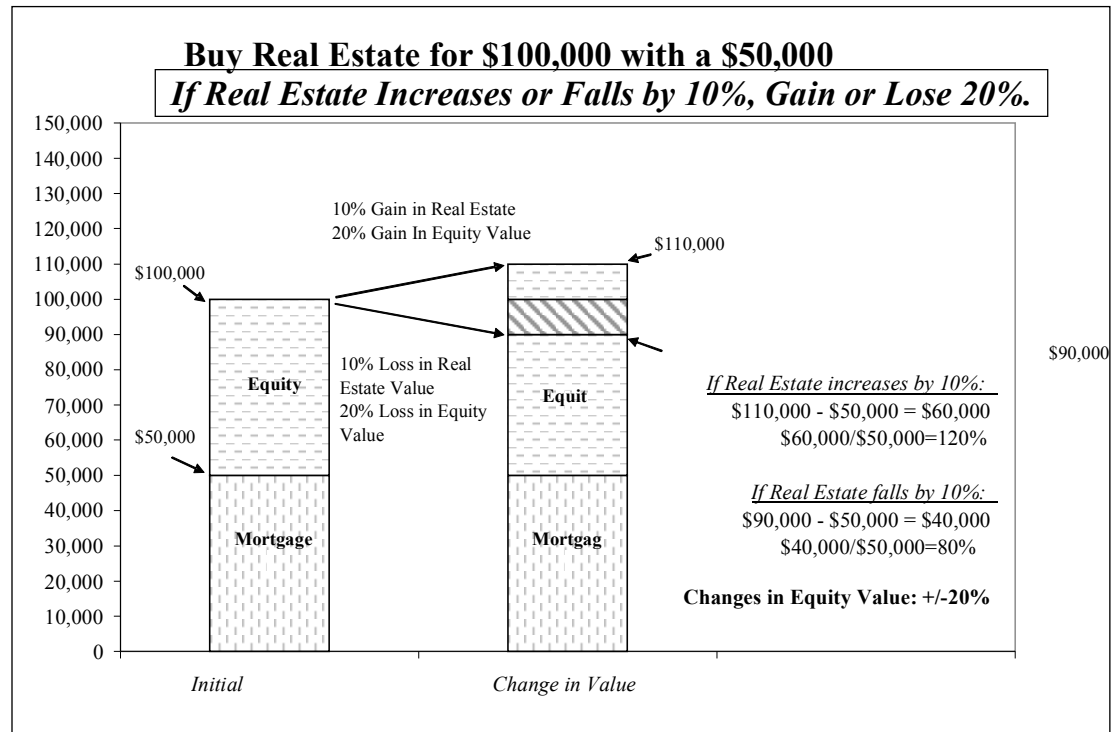 Buy Real Estate for $100,000 with a $50,000
If Real Estate Increases or Falls by 10%, Gain or Lose 20%.
150,000
140,000
130,000
120,000
110,000
100,000
90,000
80,000
70,000
60,000
50,000
40,000
30,000
20,000
10,000
0
$100,000
$50,000
Equity
Mortgage
10% Gain in Real Estate
20% Gain In Equity Value
10% Loss in Real
Estate Value
20% Loss in Equity
Value
$110,000
Equit
Mortgag
$90,000
If Real Estate increases by 10%:
$110,000 - $50,000 = $60,000
$60,000/$50,000=120%
If Real Estate falls by 10%:
$90,000 - $50,000 = $40,000
$40,000/$50,000=80%
Changes in Equity Value: +/-20%
Initial
Change in Value